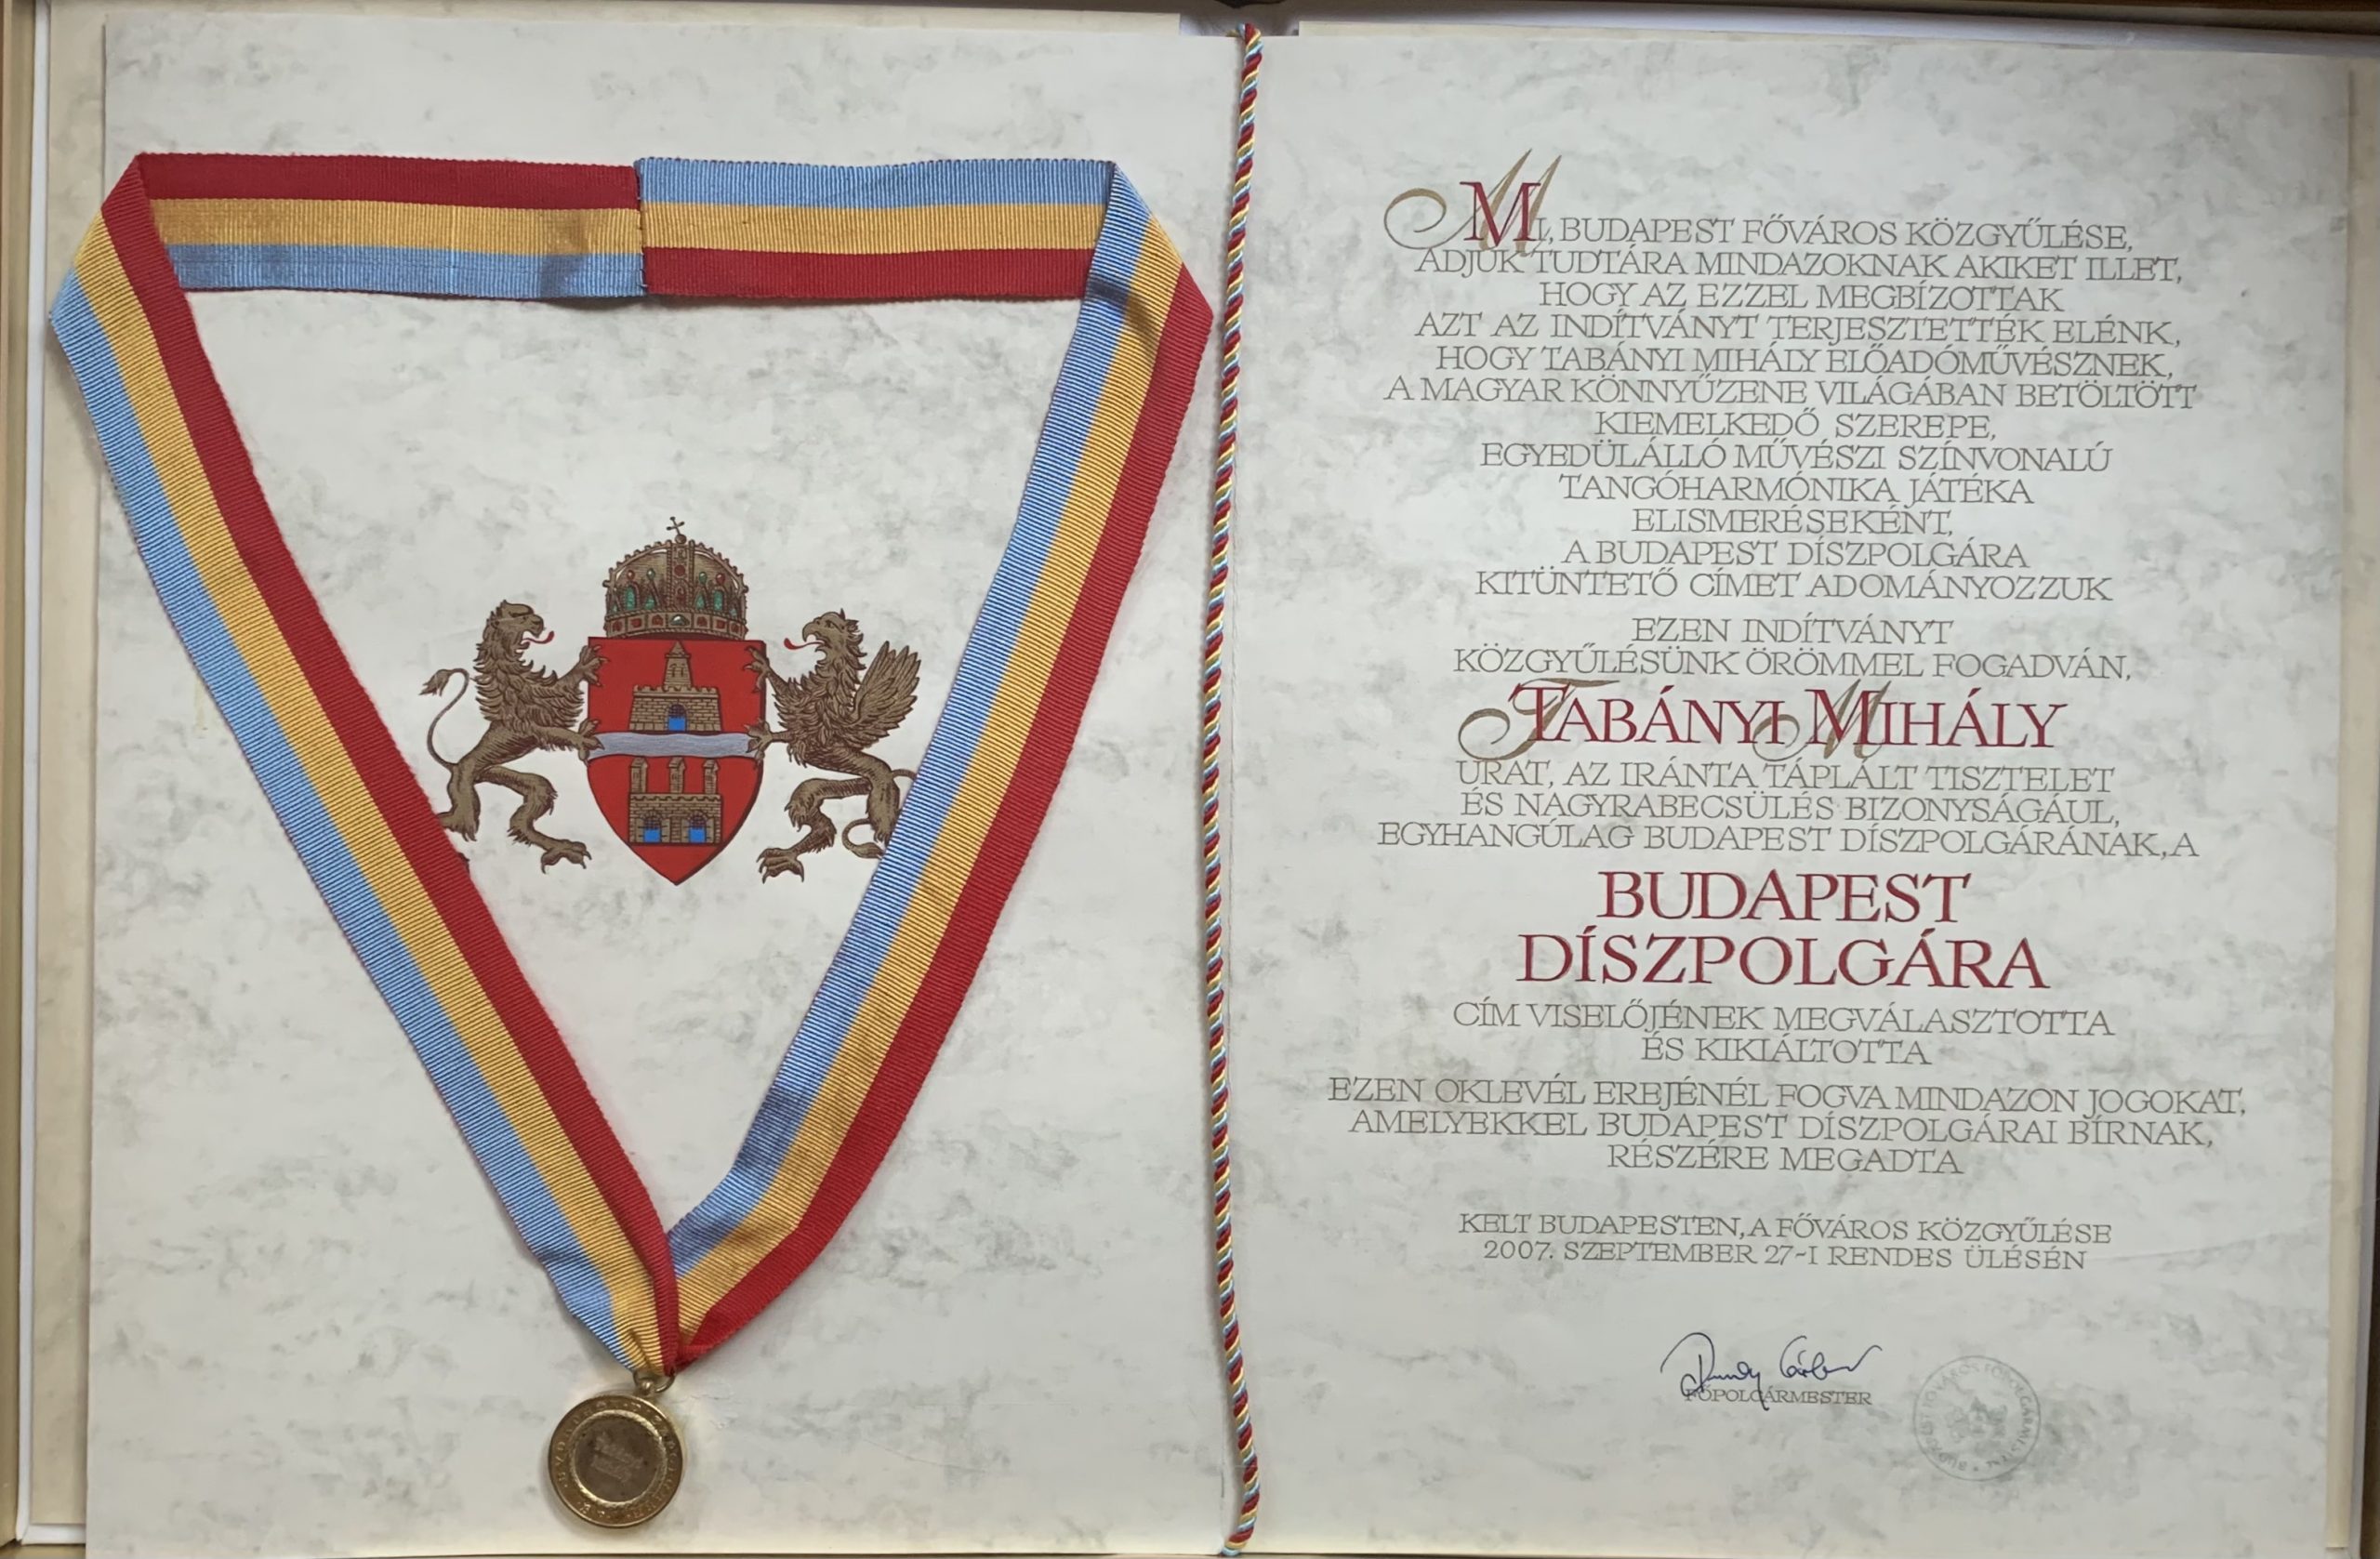 MI, BUDAPEST FŐVÁROS KÖZGYŰLÉSE,
ADJUK TUDTÁRA MINDAZOKNAK AKIKET ILLET,
HOGY AZ EZZEL MEGBÍZOTTAK
AZT AZ INDÍTVÁNYT TERJESZTETTÉK ELÉNK,
HOGY TABÁNYI MIHÁLY ELŐADÓMŰVÉSZNEK,
A MAGYAR KÖNNYŰZENE VILÁGÁBAN BETÖLTÖTT
KIEMELKEDŐ SZEREPE,
EGYEDÜLÁLLÓ MŰVÉSZI SZÍNVONALÚ
TANGÓHARMÓNIKA JÁTÉKA
ELISMERÉSEKÉNT,
A BUDAPEST DÍSZPOLGÁRA
KITÜNTETŐ CÍMET ADOMÁNYOZZUK
EZEN INDÍTVÁNYT
KÖZGYŰLÉSÜNK ÖRÖMMEL FOGADVÁN,
TABÁNYI MIHÁLY
URAT, AZ IRÁNTA TÁPLÁLT TISZTELET
ÉS NAGYRABECSÜLÉS BIZONYSÁGÁUL,
EGYHANGÚLAG BUDAPEST DÍSZPOLGÁRÁNAK, A
BUDAPEST
DÍSZPOLGÁRA
CÍM VISELŐJÉNEK MEGVÁLASZTOTTA
ÉS KIKIÁLTOTTA
EZEN OKLEVÉL EREJÉNÉL FOGVA MINDAZON JOGOKAT,
AMELYEKKEL BUDAPEST DÍSZPOLGÁRAI BÍRNAK,
RÉSZÉRE MEGADTA
KELT BUDAPESTEN, A FŐVÁROS KÖZGYŰLÉSE
2007. SZEPTEMBER 27-I RENDES ÜLÉSÉN
FŐPOLGÁRMESTER